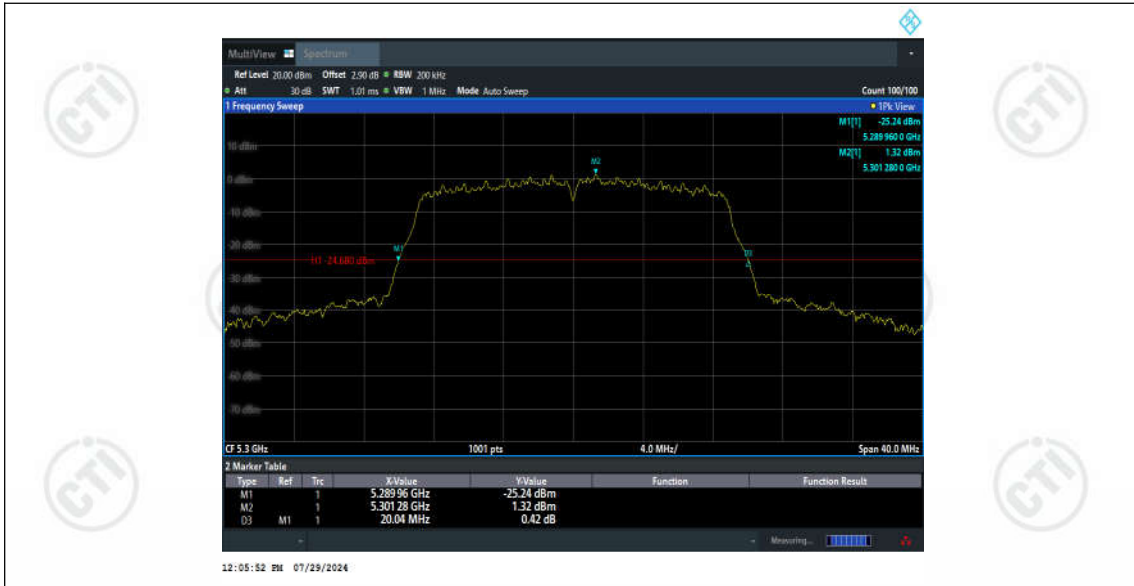 MultiView Spectrum
Ref Level 20.00 dBm Offset 2.90 dB RBW 200 kHz
Att 30 dB SWT 1.01 ms VBW 1 MHz Mode Auto Sweep Count 100/100
1 Frequency Sweep 1Pk View
M1[1] -25.24 dBm
5.289 960 0 GHz
M2[1] 1.32 dBm
5.301 280 0 GHz
10 dBm
M2
0 dBm
-10 dBm
-20 dBm
M1
D3
H1 -24.680 dBm
-30 dBm
-40 dBm
-50 dBm
-60 dBm
-70 dBm
CF 5.3 GHz 1001 pts 4.0 MHz/ Span 40.0 MHz
2 Marker Table
Type Ref Trc X-Value Y-Value Function Function Result
M1 1 5.289 96 GHz -25.24 dBm
M2 1 5.301 28 GHz 1.32 dBm
D3 M1 1 20.04 MHz 0.42 dB
Measuring...
12:05:52 PM 07/29/2024
CTI
CTI
CTI
CTI